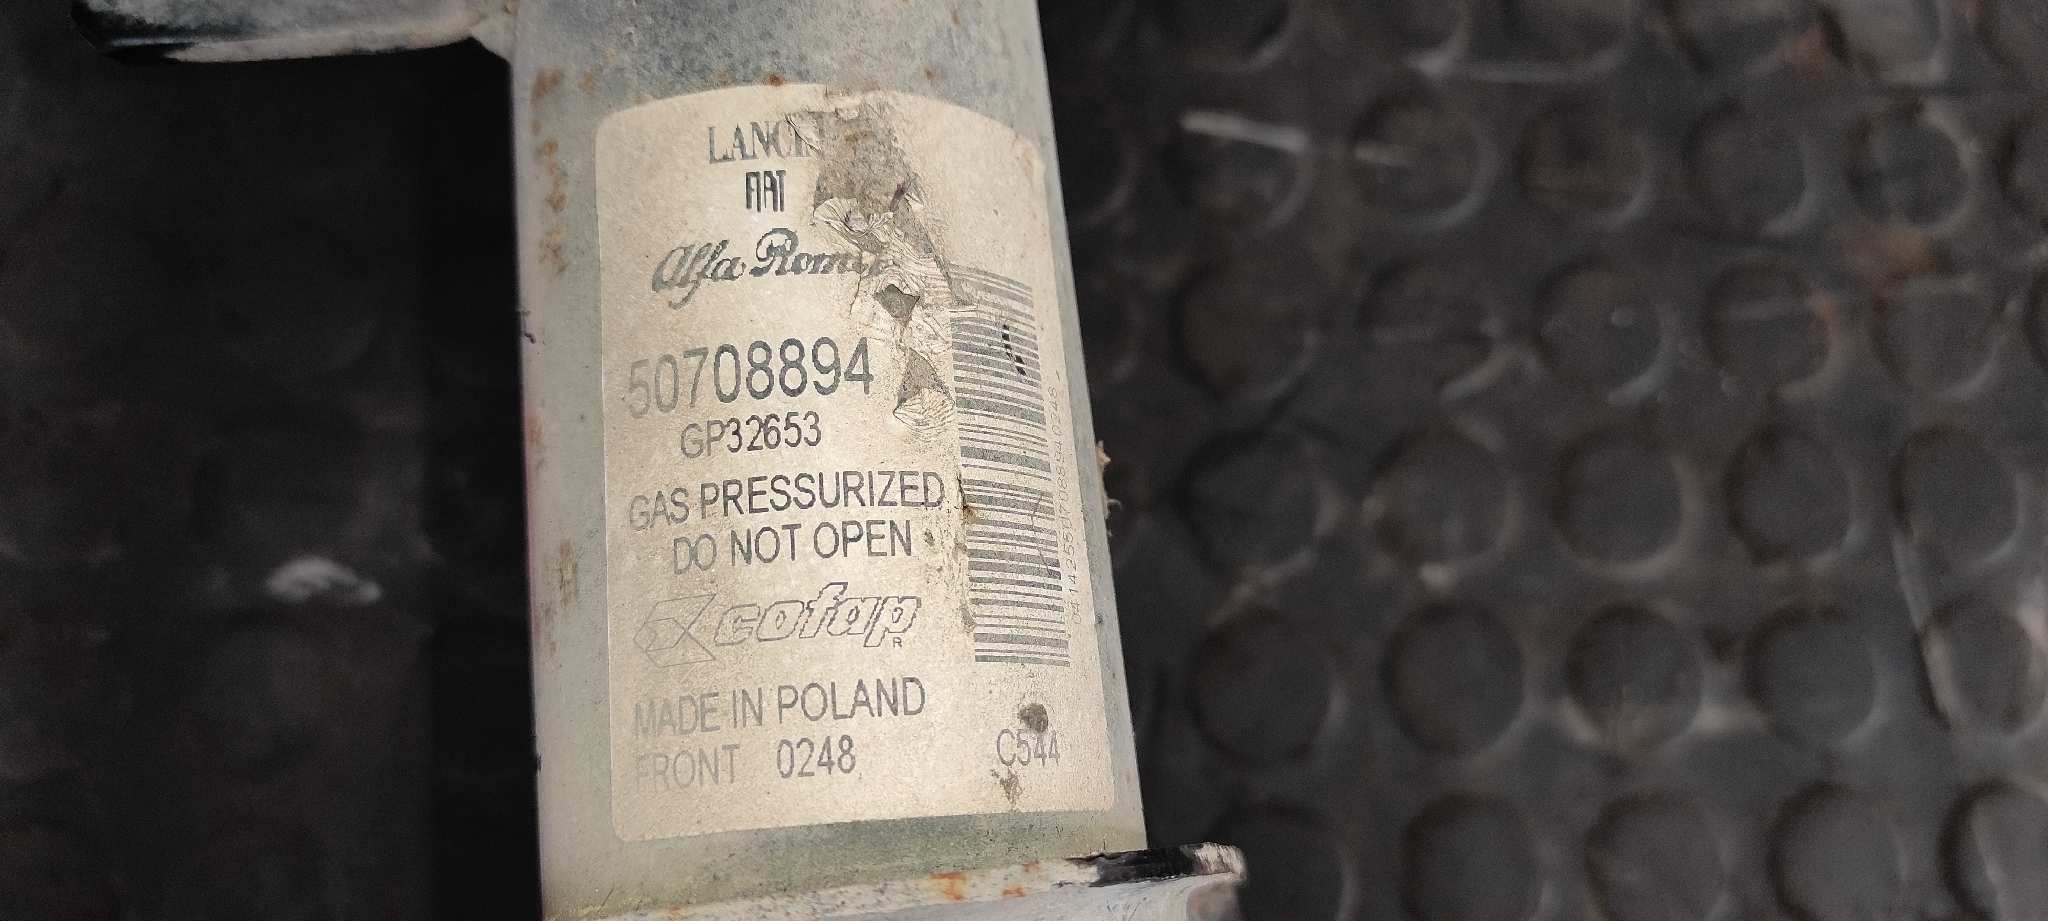 LANCI
FIAT
Alfa Rome
50708894
GP32653
GAS PRESSURIZED
DO NOT OPEN
cofap
R
MADE IN POLAND
FRONT 0248
C544